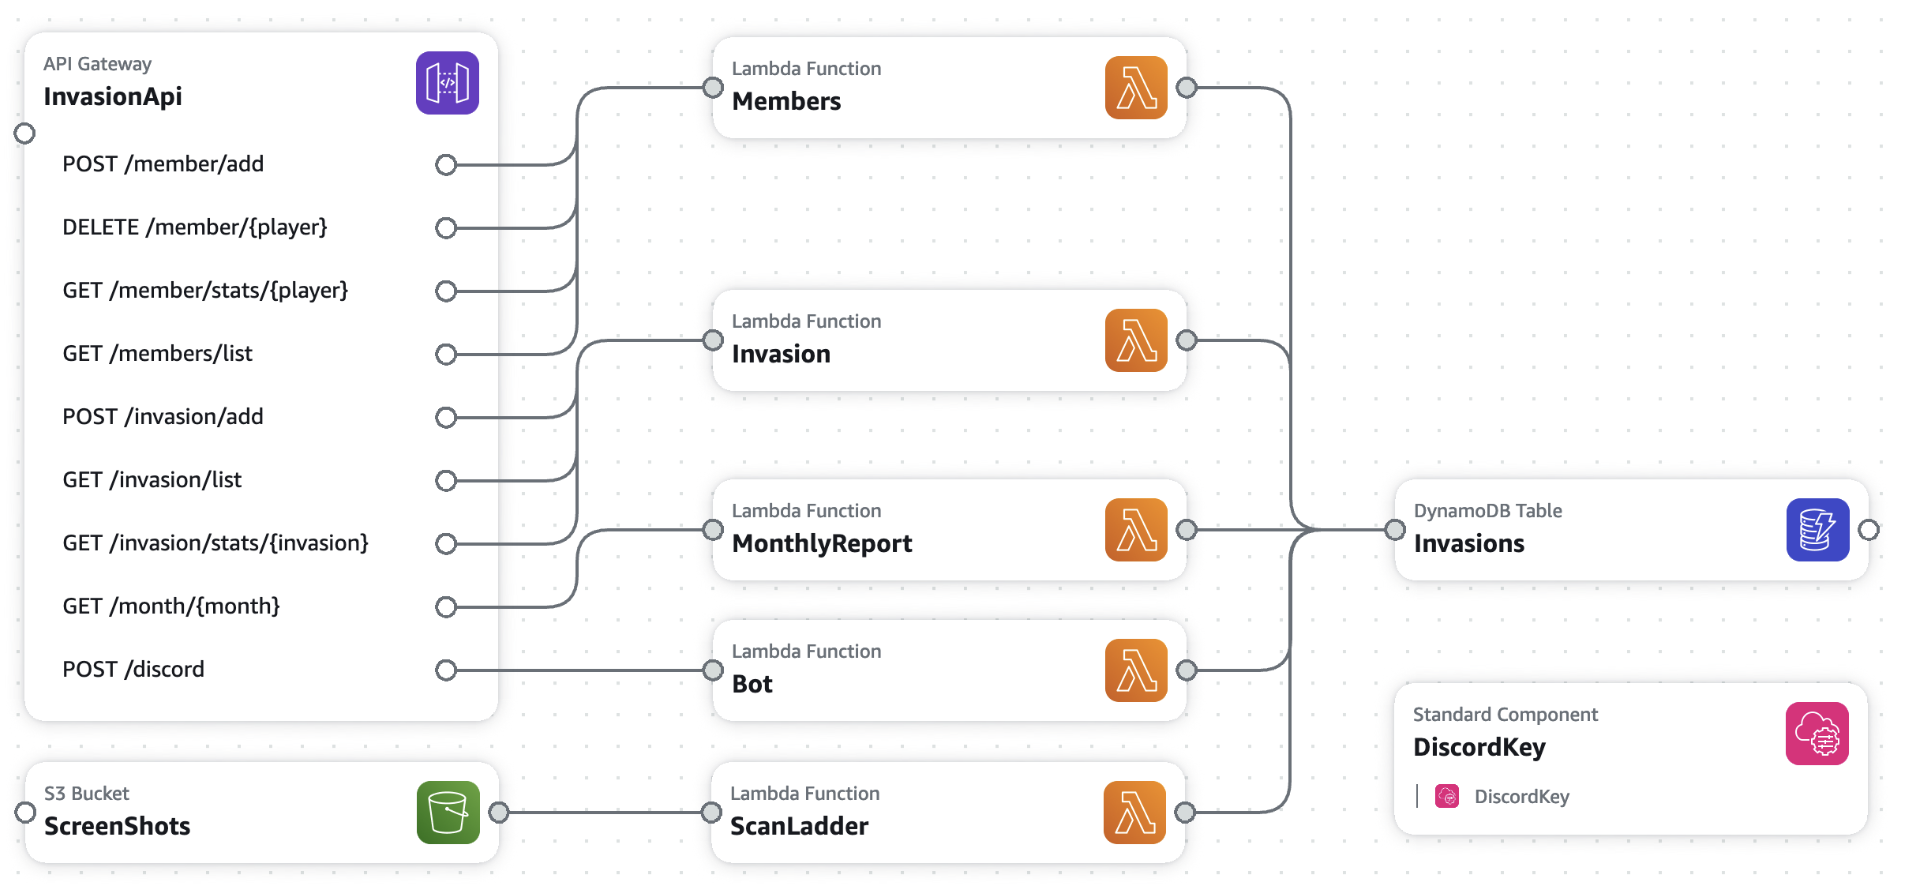 API Gateway
InvasionApi
POST /member/add
DELETE /member/{player}
GET /member/stats/{player}
GET /members/list
POST /invasion/add
GET /invasion/list
GET /invasion/stats/{invasion}
GET /month/{month}
POST /discord
S3 Bucket
ScreenShots
Lambda Function
Members
Lambda Function
Invasion
Lambda Function
MonthlyReport
Lambda Function
Bot
Lambda Function
ScanLadder
DynamoDB Table
Invasions
Standard Component
DiscordKey
DiscordKey